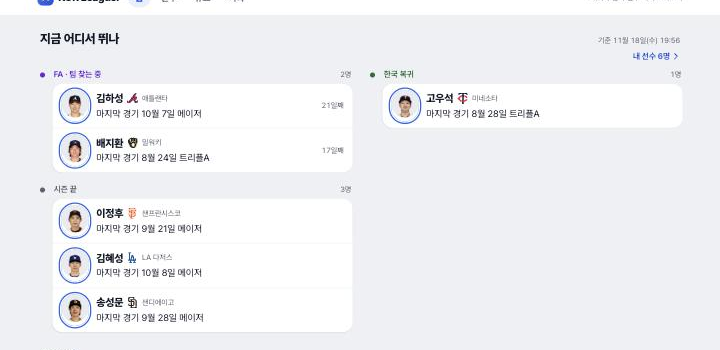 지금 어디서 뛰나
기준 11월 18일(수) 19:56
내 선수 6명 >
FA · 팀 찾는 중
2명
김하성 애틀랜타
마지막 경기 10월 7일 메이저
21일째
배지환 밀워키
마지막 경기 8월 24일 트리플A
17일째
시즌 끝
3명
이정후 샌프란시스코
마지막 경기 9월 21일 메이저
김혜성 LA 다저스
마지막 경기 10월 8일 메이저
송성문 샌디에이고
마지막 경기 9월 28일 메이저
한국 복귀
1명
고우석 미네소타
마지막 경기 8월 28일 트리플A